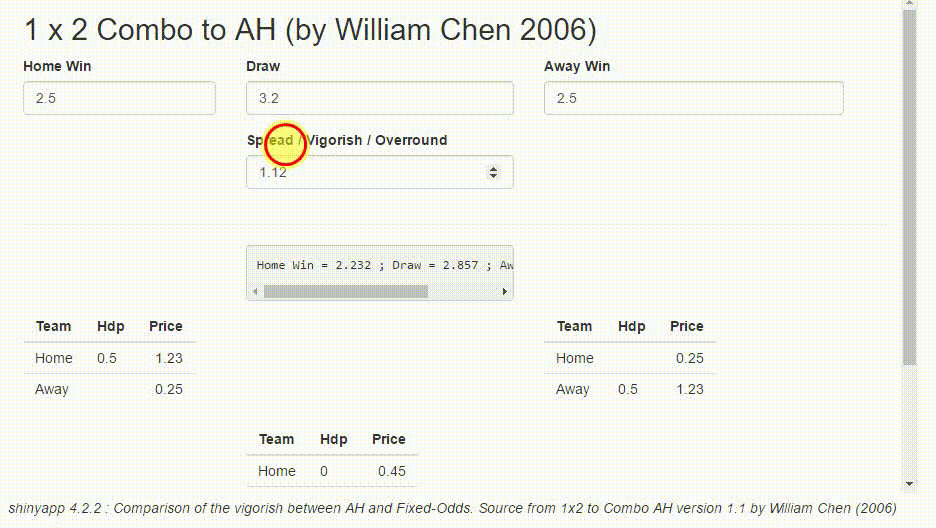 1 x 2 Combo to AH (by William Chen 2006)
Home Win Draw Away Win
2.5 3.2 2.5
Spread / Vigorish / Overround
1.12
Home Win = 2.232 ; Draw = 2.857 ; Aw
Team Hdp Price Team Hdp Price
Home 0.5 1.23 Home 0.25
Away 0.25 Away 0.5 1.23
Team Hdp Price
Home 0 0.45
shinyapp 4.2.2 : Comparison of the vigorish between AH and Fixed-Odds. Source from 1x2 to Combo AH version 1.1 by William Chen (2006)